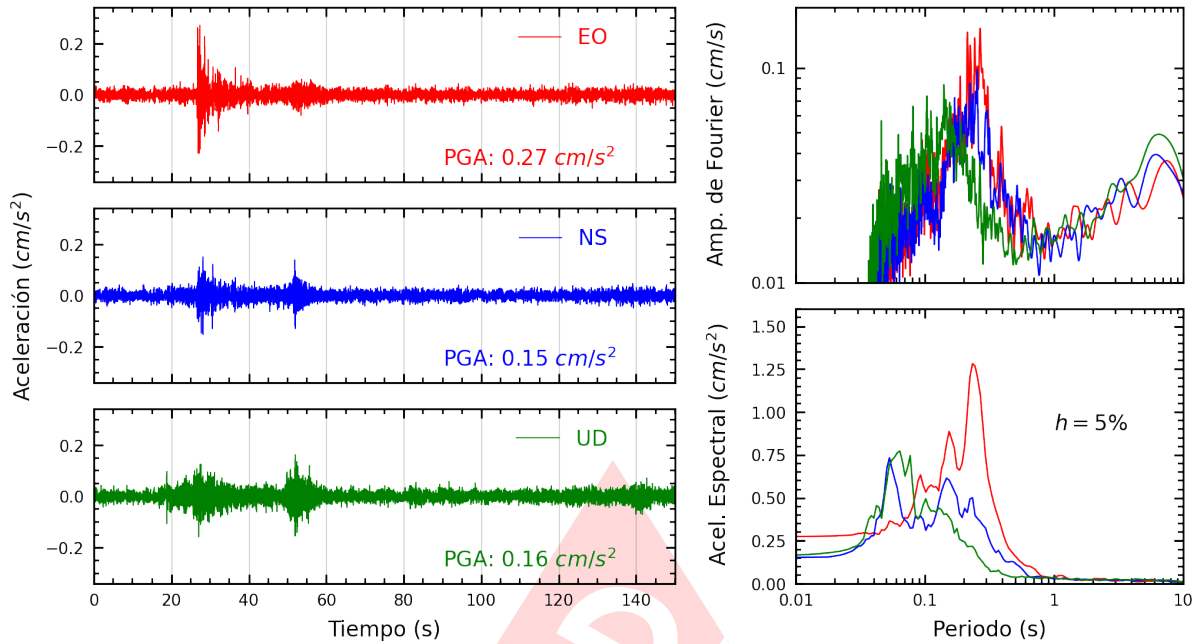 Aceleración (cm/s²)
0.2
0.0
−0.2
EO
PGA: 0.27 cm/s²
0.2
0.0
−0.2
NS
PGA: 0.15 cm/s²
0.2
0.0
−0.2
UD
PGA: 0.16 cm/s²
0 20 40 60 80 100 120 140
Tiempo (s)
Amp. de Fourier (cm/s)
0.1
0.01
Acel. Espectral (cm/s²)
1.50
1.25
1.00
0.75
0.50
0.25
0.00
h = 5%
0.01 0.1 1 10
Periodo (s)